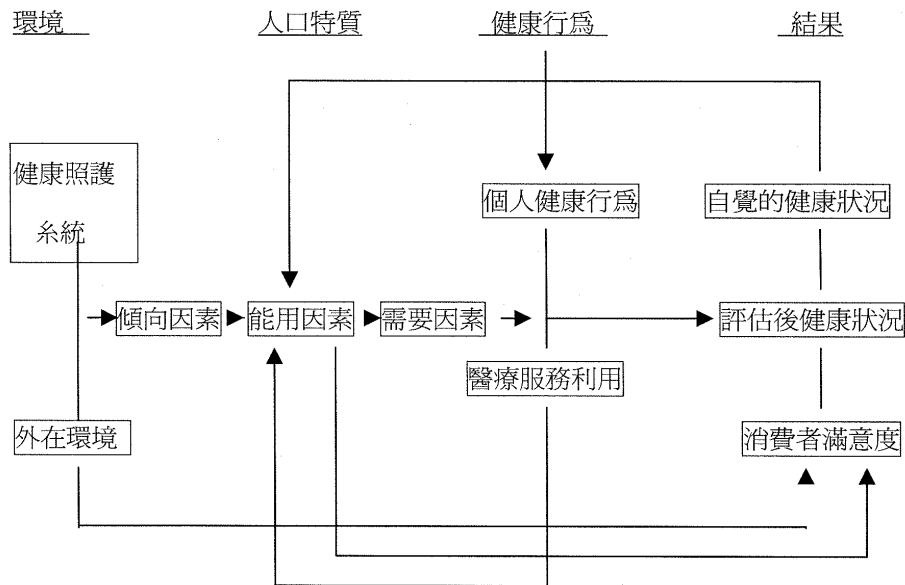 環境 人口特質 健康行為 結果
健康照護
糸統
個人健康行為 自覺的健康狀況
傾向因素 能用因素 需要因素 評估後健康狀況
醫療服務利用
外在環境 消費者滿意度